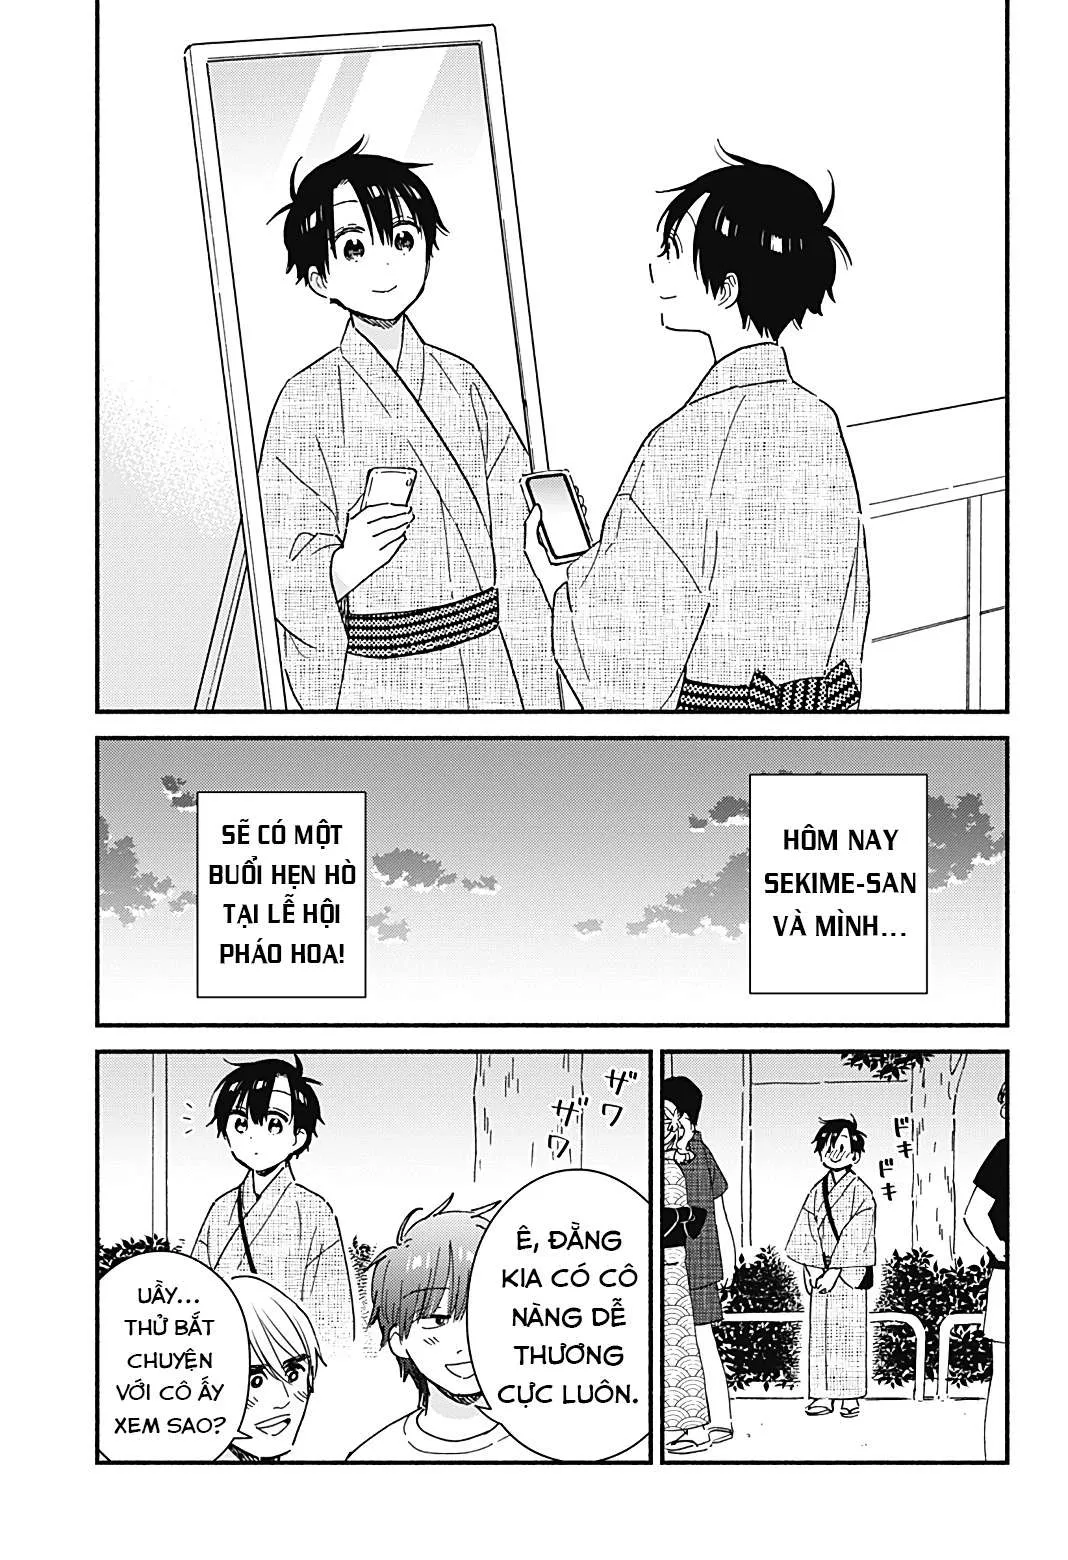 HÔM NAY
SEKIME-SAN
VÀ MÌNH...
SẼ CÓ MỘT
BUỔI HẸN HÒ
TẠI LỄ HỘI
PHÁO HOA!
ドキ
ドキ
ザワ
ザワ
Ê, ĐẰNG
KIA CÓ CÔ
NÀNG DỄ
THƯƠNG
CỰC LUÔN.
UẦY...
THỬ BẮT
CHUYỆN
VỚI CÔ ẤY
XEM SAO?